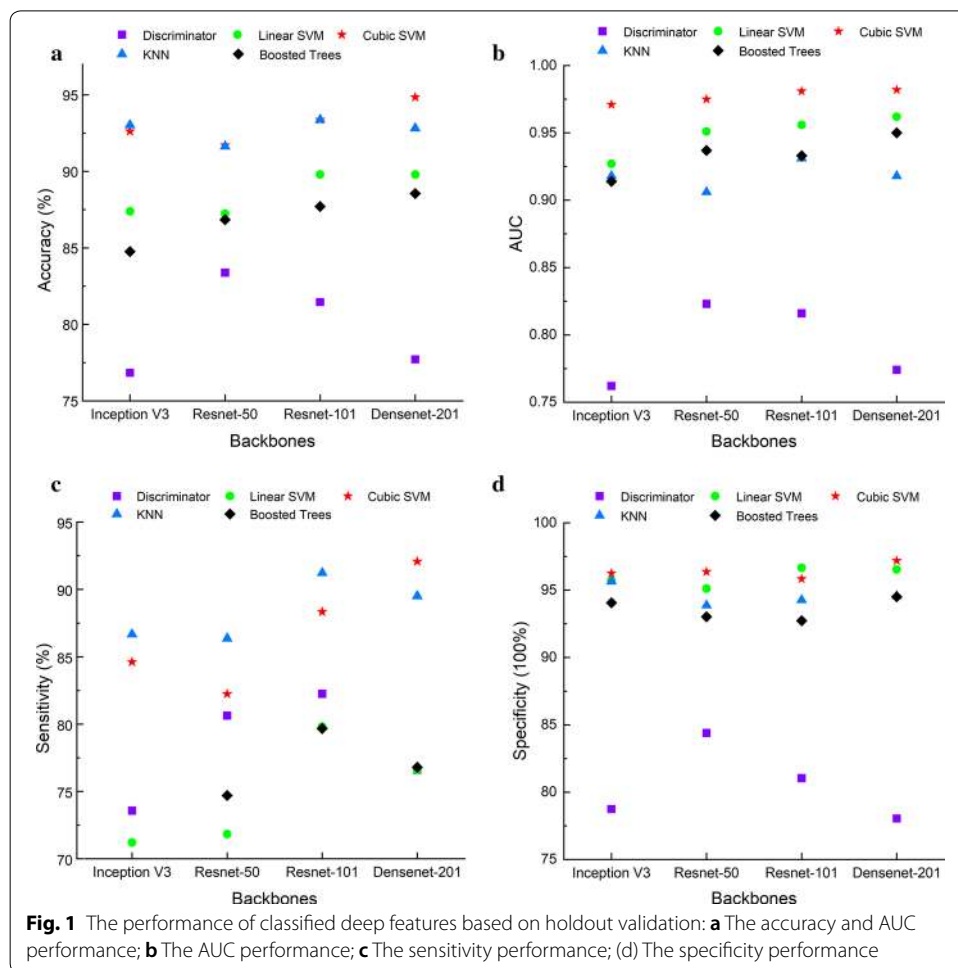 a
Discriminator Linear SVM Cubic SVM
KNN Boosted Trees
95
90
85
80
75
Accuracy (%)
Inception V3 Resnet-50 Resnet-101 Densenet-201
Backbones
b
Discriminator Linear SVM Cubic SVM
KNN Boosted Trees
1.00
0.95
0.90
0.85
0.80
0.75
AUC
Inception V3 Resnet-50 Resnet-101 Densenet-201
Backbones
c
Discriminator Linear SVM Cubic SVM
KNN Boosted Trees
95
90
85
80
75
70
Sensitivity (%)
Inception V3 Resnet-50 Resnet-101 Densenet-201
Backbones
d
Discriminator Linear SVM Cubic SVM
KNN Boosted Trees
100
95
90
85
80
75
Specificity (100%)
Inception V3 Resnet-50 Resnet-101 Densenet-201
Backbones
Fig. 1 The performance of classified deep features based on holdout validation: a The accuracy and AUC
performance; b The AUC performance; c The sensitivity performance; (d) The specificity performance